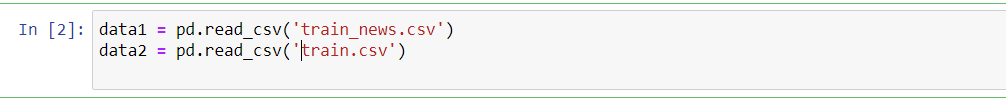 In [2]: data1 = pd.read_csv('train_news.csv')
data2 = pd.read_csv('train.csv')